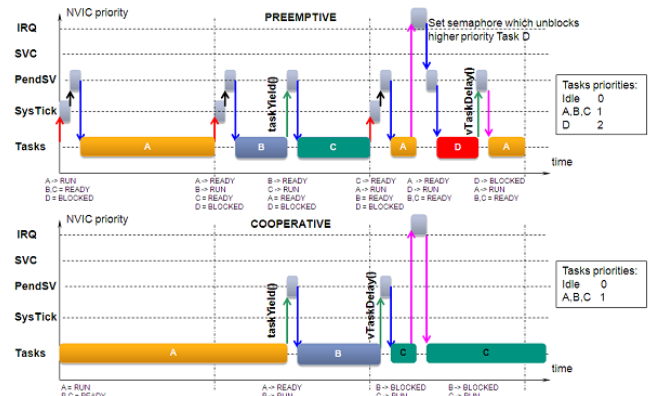 NVIC priority
PREEMPTIVE
Set semaphore which unblocks
higher priority Task D
IRQ
SVC
PendSV
SysTick
Tasks
taskYield()
vTaskDelay()
A
B
C
A
D
A
time
Tasks priorities:
Idle 0
A,B,C 1
D 2
A -> RUN
B,C = READY
D = BLOCKED
A -> READY
B -> RUN
C = READY
D = BLOCKED
B -> READY
C -> RUN
A = READY
D = BLOCKED
C -> READY
A -> RUN
B = READY
D = BLOCKED
A -> READY
D -> RUN
B,C = READY
D -> BLOCKED
A -> RUN
B,C = READY
NVIC priority
COOPERATIVE
IRQ
SVC
PendSV
SysTick
Tasks
taskYield()
vTaskDelay()
A
B
C
C
time
Tasks priorities:
Idle 0
A,B,C 1
A = RUN
A -> READY
B -> BLOCKED
B -> BLOCKED